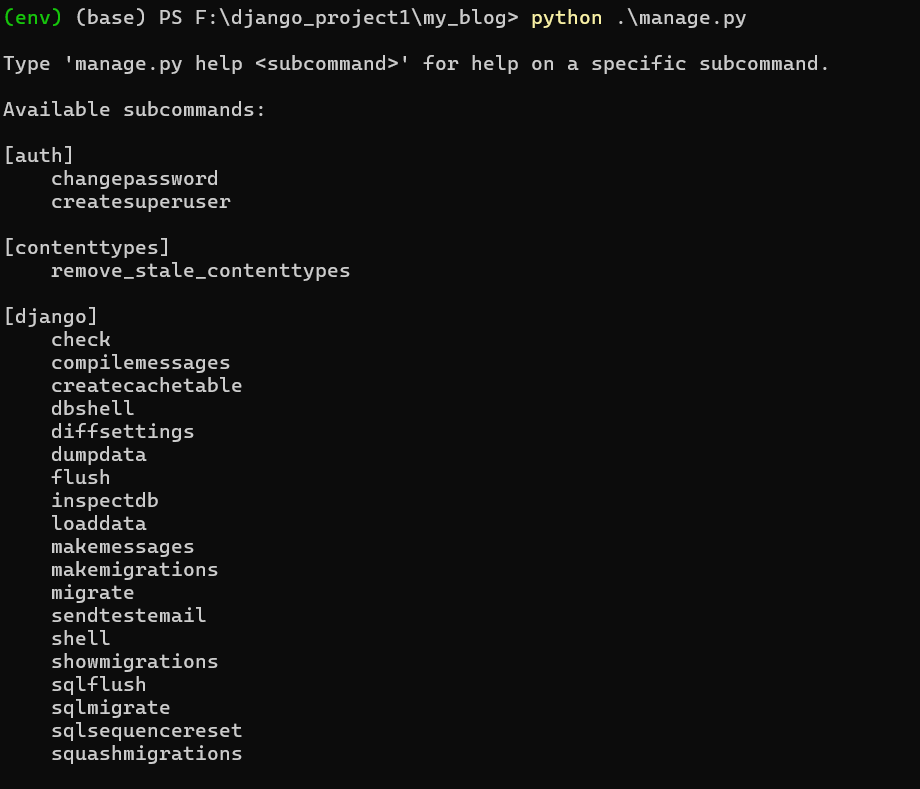 (env) (base) PS F:\django_project1\my_blog> python .\manage.py
Type 'manage.py help <subcommand>' for help on a specific subcommand.
Available subcommands:
[auth]
changepassword
createsuperuser
[contenttypes]
remove_stale_contenttypes
[django]
check
compilemessages
createcachetable
dbshell
diffsettings
dumpdata
flush
inspectdb
loaddata
makemessages
makemigrations
migrate
sendtestemail
shell
showmigrations
sqlflush
sqlmigrate
sqlsequencereset
squashmigrations